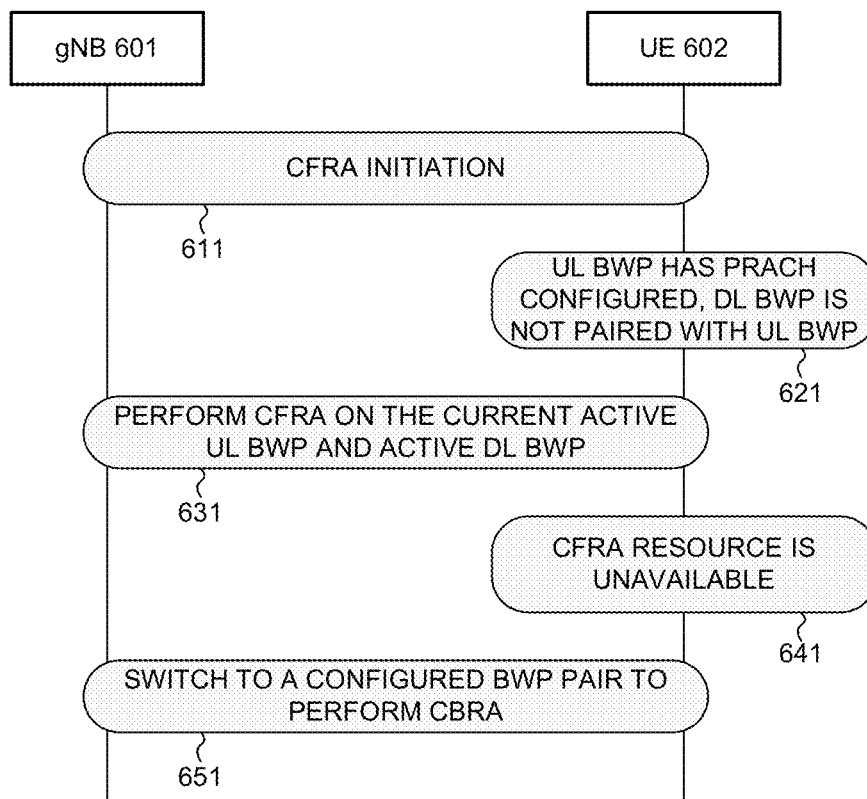 gNB 601
UE 602
CFRA INITIATION
611
UL BWP HAS PRACH
CONFIGURED, DL BWP IS
NOT PAIRED WITH UL BWP
621
PERFORM CFRA ON THE CURRENT ACTIVE
UL BWP AND ACTIVE DL BWP
631
CFRA RESOURCE IS
UNAVAILABLE
641
SWITCH TO A CONFIGURED BWP PAIR TO
PERFORM CBRA
651